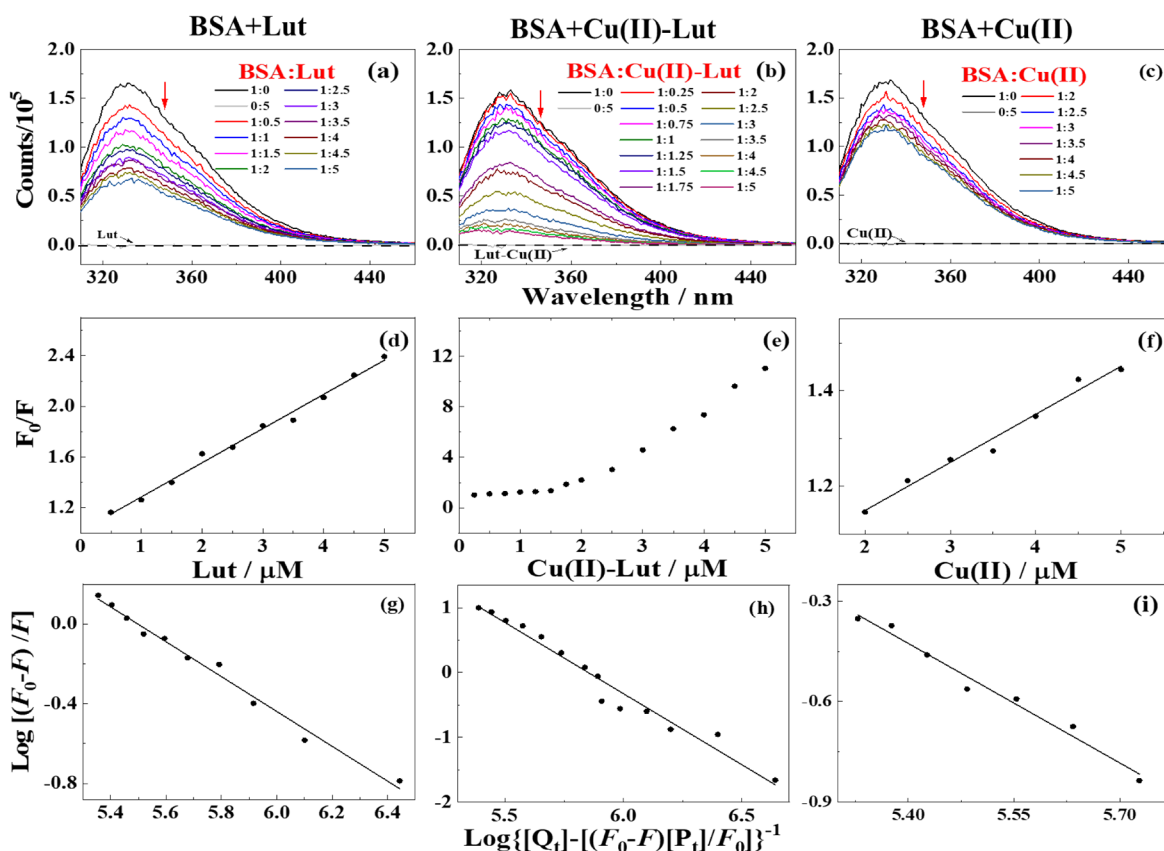 BSA+Lut
BSA+Cu(II)-Lut
BSA+Cu(II)
Counts/10⁵
2.0
1.5
1.0
0.5
0.0
BSA:Lut
(a)
1:0 1:2.5
0:5 1:3
1:0.5 1:3.5
1:1 1:4
1:1.5 1:4.5
1:2 1:5
Lut
320 360 400 440
2.0
1.5
1.0
0.5
0.0
(b)
BSA:Cu(II)-Lut
1:0 1:0.25 1:2
0:5 1:0.5 1:2.5
1:0.75 1:3
1:1 1:3.5
1:1.25 1:4
1:1.5 1:4.5
1:1.75 1:5
Lut-Cu(II)
320 360 400 440
2.0
1.5
1.0
0.5
0.0
(c)
BSA:Cu(II)
1:0 1:2
0:5 1:2.5
1:3
1:3.5
1:4
1:4.5
1:5
Cu(II)
320 360 400 440
Wavelength / nm
F₀/F
2.4
2.0
1.6
1.2
(d)
0 1 2 3 4 5
Lut / μM
12
8
4
0
(e)
0 1 2 3 4 5
Cu(II)-Lut / μM
1.4
1.2
(f)
2 3 4 5
Cu(II) / μM
Log [(F₀-F) /F]
0.0
-0.4
-0.8
(g)
5.4 5.6 5.8 6.0 6.2 6.4
1
0
-1
-2
(h)
5.5 6.0 6.5
-0.3
-0.6
-0.9
(i)
5.40 5.55 5.70
Log{[Qₜ]-[(F₀-F)[Pₜ]/F₀]}⁻¹